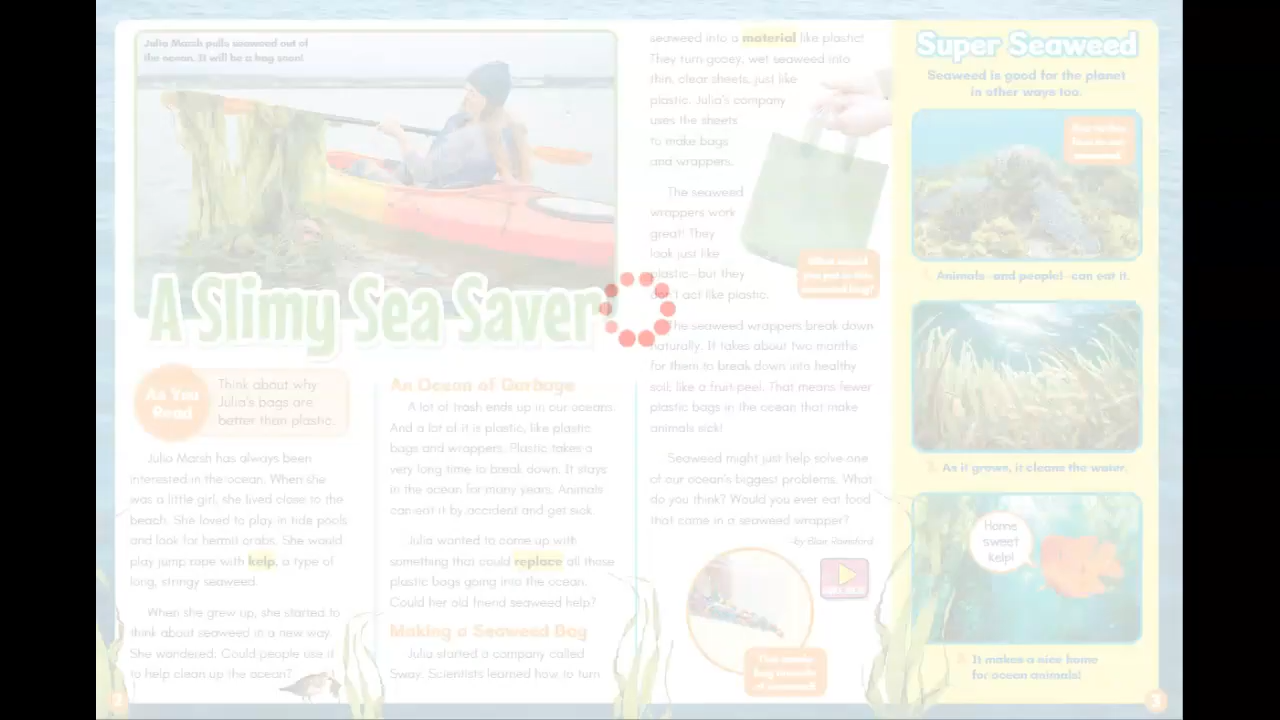 Julia Marsh pulls seaweed out of
the ocean. It will be a bag soon!
A Slimy Sea Saver
As You
Read
Think about why
Julia's bags are
better than plastic.
Julia Marsh has always been
interested in the ocean. When she
was a little girl, she lived close to the
beach. She loved to play in tide pools
and look for hermit crabs. She would
play jump rope with kelp, a type of
long, stringy seaweed.
When she grew up, she started to
think about seaweed in a new way.
She wondered: Could people use it
to help clean up the ocean?
2
An Ocean of Garbage
A lot of trash ends up in our oceans.
And a lot of it is plastic, like plastic
bags and wrappers. Plastic takes a
very long time to break down. It stays
in the ocean for many years. Animals
can eat it by accident and get sick.
Julia wanted to come up with
something that could replace all those
plastic bags going into the ocean.
Could her old friend seaweed help?
Making a Seaweed Bag
Julia started a company called
Sway. Scientists learned how to turn
seaweed into a material like plastic!
They turn gooey, wet seaweed into
thin, clear sheets, just like
plastic. Julia's company
uses the sheets
to make bags
and wrappers.
The seaweed
wrappers work
great! They
look just like
plastic—but they
don't act like plastic.
What would
you put in this
seaweed bag?
The seaweed wrappers break down
naturally. It takes about two months
for them to break down into healthy
soil, like a fruit peel. That means fewer
plastic bags in the ocean that make
animals sick!
Seaweed might just help solve one
of our ocean's biggest problems. What
do you think? Would you ever eat food
that came in a seaweed wrapper?
—by Blair Rainsford
of seaweed!
Super Seaweed
Seaweed is good for the planet
in other ways too.
1. Animals—and people!—can eat it.
2. As it grows, it cleans the water.
Home
sweet
kelp!
3. It makes a nice home
for ocean animals!
3